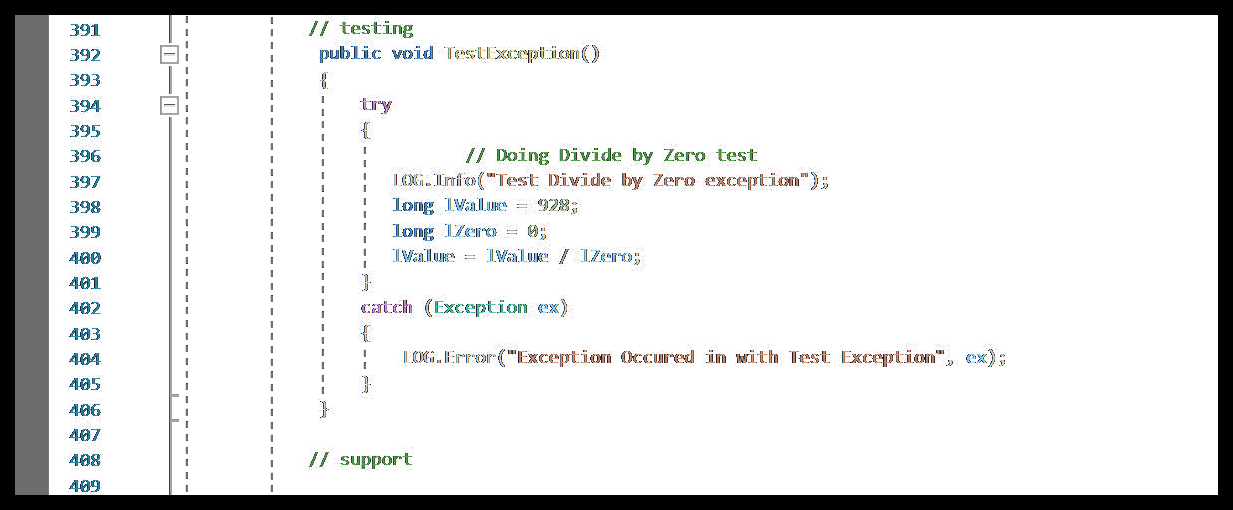 391 // testing
392 public void TestException()
393 {
394 try
395 {
396 // Doing Divide by Zero test
397 LOG.Info("Test Divide by Zero exception");
398 long lValue = 928;
399 long lZero = 0;
400 lValue = lValue / lZero;
401 }
402 catch (Exception ex)
403 {
404 LOG.Error("Exception Occured in with Test Exception", ex);
405 }
406 }
407
408 // support
409